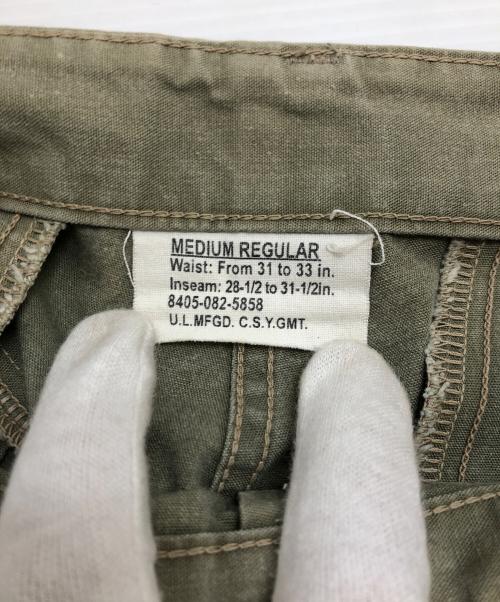 MEDIUM REGULAR
Waist: From 31 to 33 in.
Inseam: 28-1/2 to 31-1/2in.
8405-082-5858
U.L.MFGD. C.S.Y.GMT.